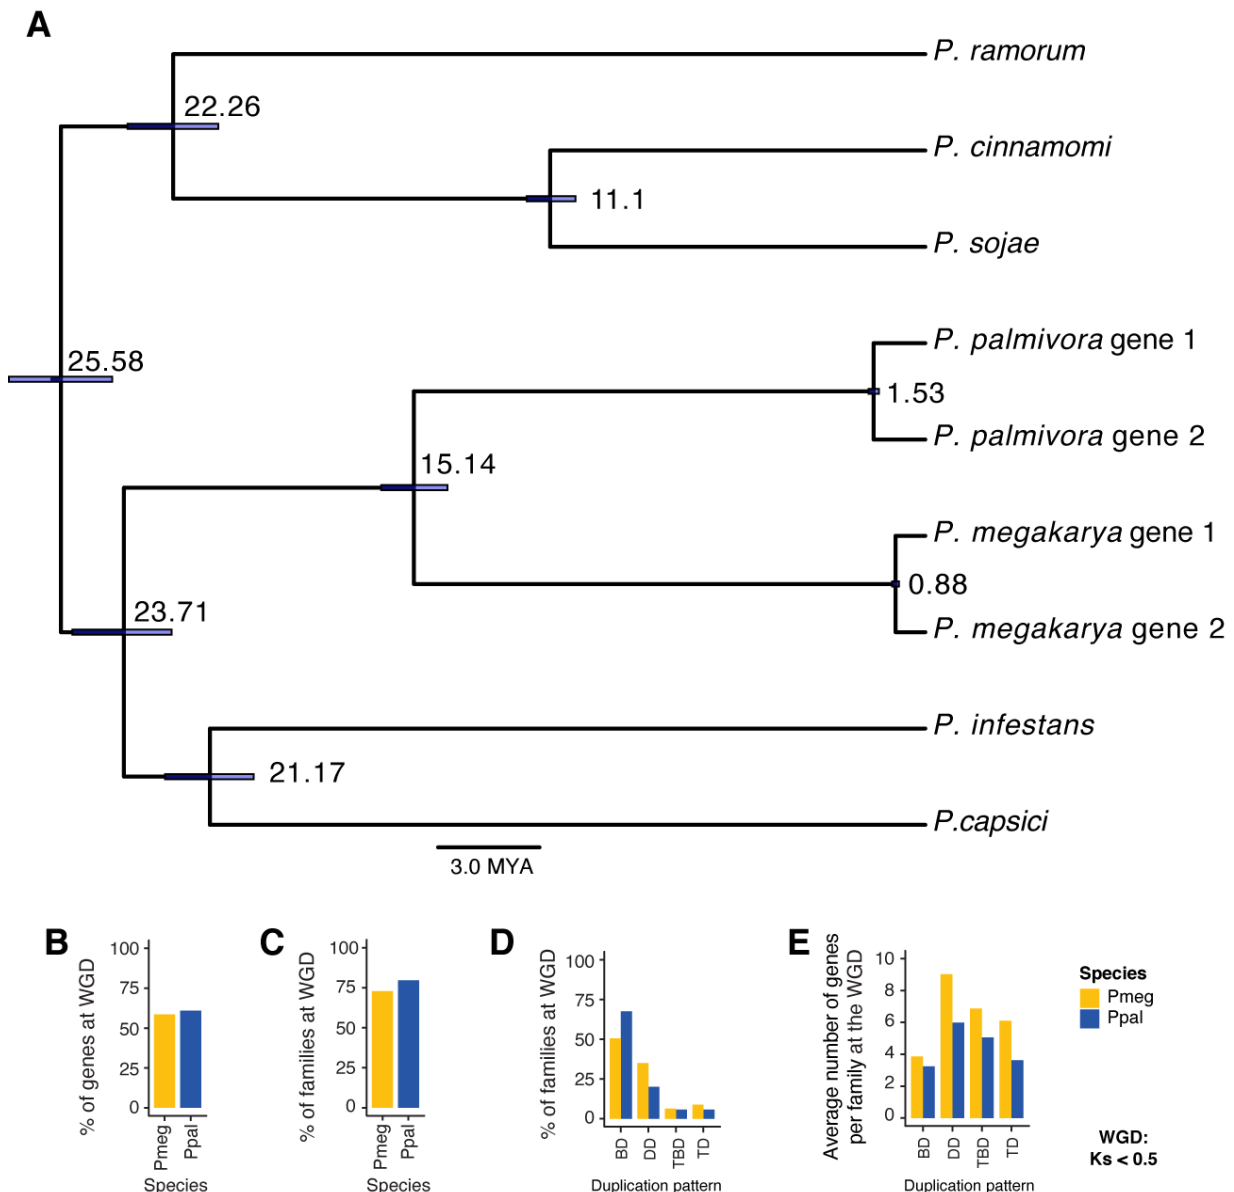 A
P. ramorum
22.26
P. cinnamomi
11.1
P. sojae
P. palmivora gene 1
25.58
1.53
P. palmivora gene 2
15.14
P. megakarya gene 1
0.88
23.71
P. megakarya gene 2
P. infestans
21.17
P.capsici
3.0 MYA
B
% of genes at WGD
100
75
50
25
0
Pmeg
Ppal
Species
C
% of families at WGD
100
75
50
25
0
Pmeg
Ppal
Species
D
% of families at WGD
100
75
50
25
0
BD
DD
TBD
TD
Duplication pattern
E
Average number of genes
per family at the WGD
10
8
6
4
2
0
BD
DD
TBD
TD
Duplication pattern
Species
Pmeg
Ppal
WGD:
Ks < 0.5